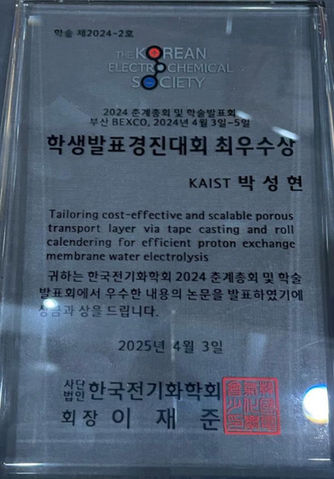 학술 제2024-2호
THE KOREAN
ELECTROCHEMICAL
SOCIETY
2024 춘계총회 및 학술발표회
부산 BEXCO, 2024년 4월 3일~5일
학생발표경진대회 최우수상
KAIST 박성현
Tailoring cost-effective and scalable porous
transport layer via tape casting and roll
calendering for efficient proton exchange
membrane water electrolysis
귀하는 한국전기화학회 2024 춘계총회 및 학술
발표회에서 우수한 내용의 논문을 발표하였기에
상금과 상을 드립니다.
2025년 4월 3일
사단법인 한국전기화학회
회장 이재준